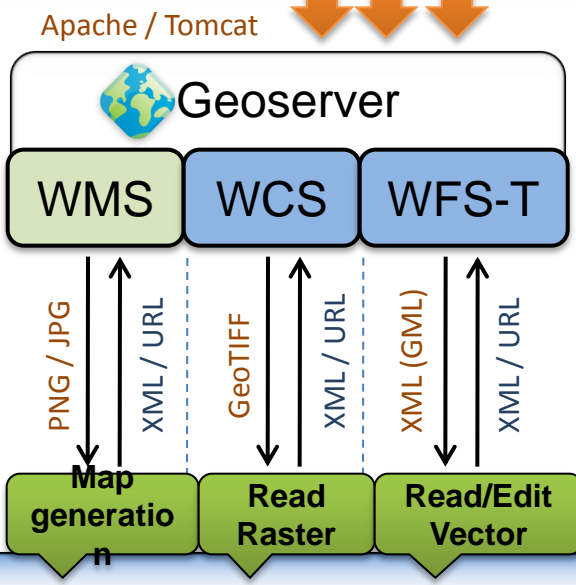 Apache / Tomcat
Geoserver
WMS
WCS
WFS-T
PNG / JPG
XML / URL
GeoTIFF
XML / URL
XML (GML)
XML / URL
Map
generatio
n
Read
Raster
Read/Edit
Vector